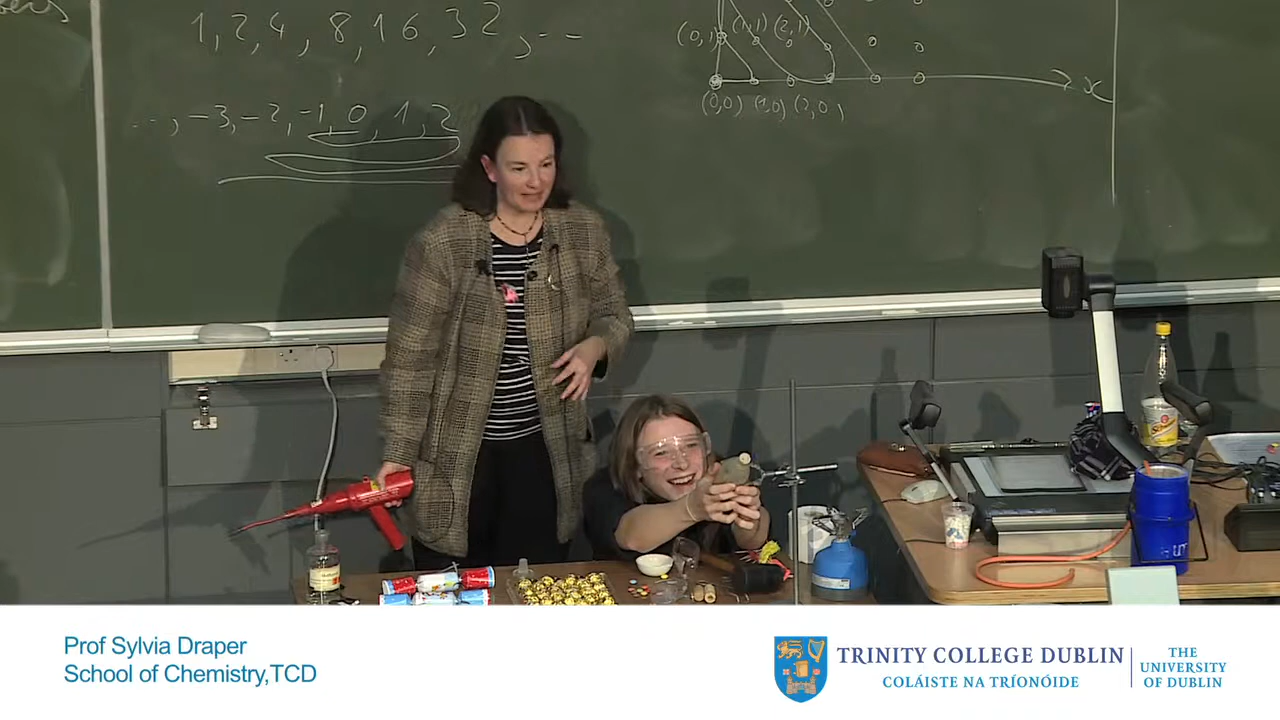 1, 2, 4, 8, 16, 32, --
--, -3, -2, -1, 0, 1, 2
(0,1) (1,1) (2,1)
x
(0,0) (1,0) (2,0)
Prof Sylvia Draper
School of Chemistry,TCD
TRINITY COLLEGE DUBLIN
COLÁISTE NA TRÍONÓIDE
THE
UNIVERSITY
OF DUBLIN